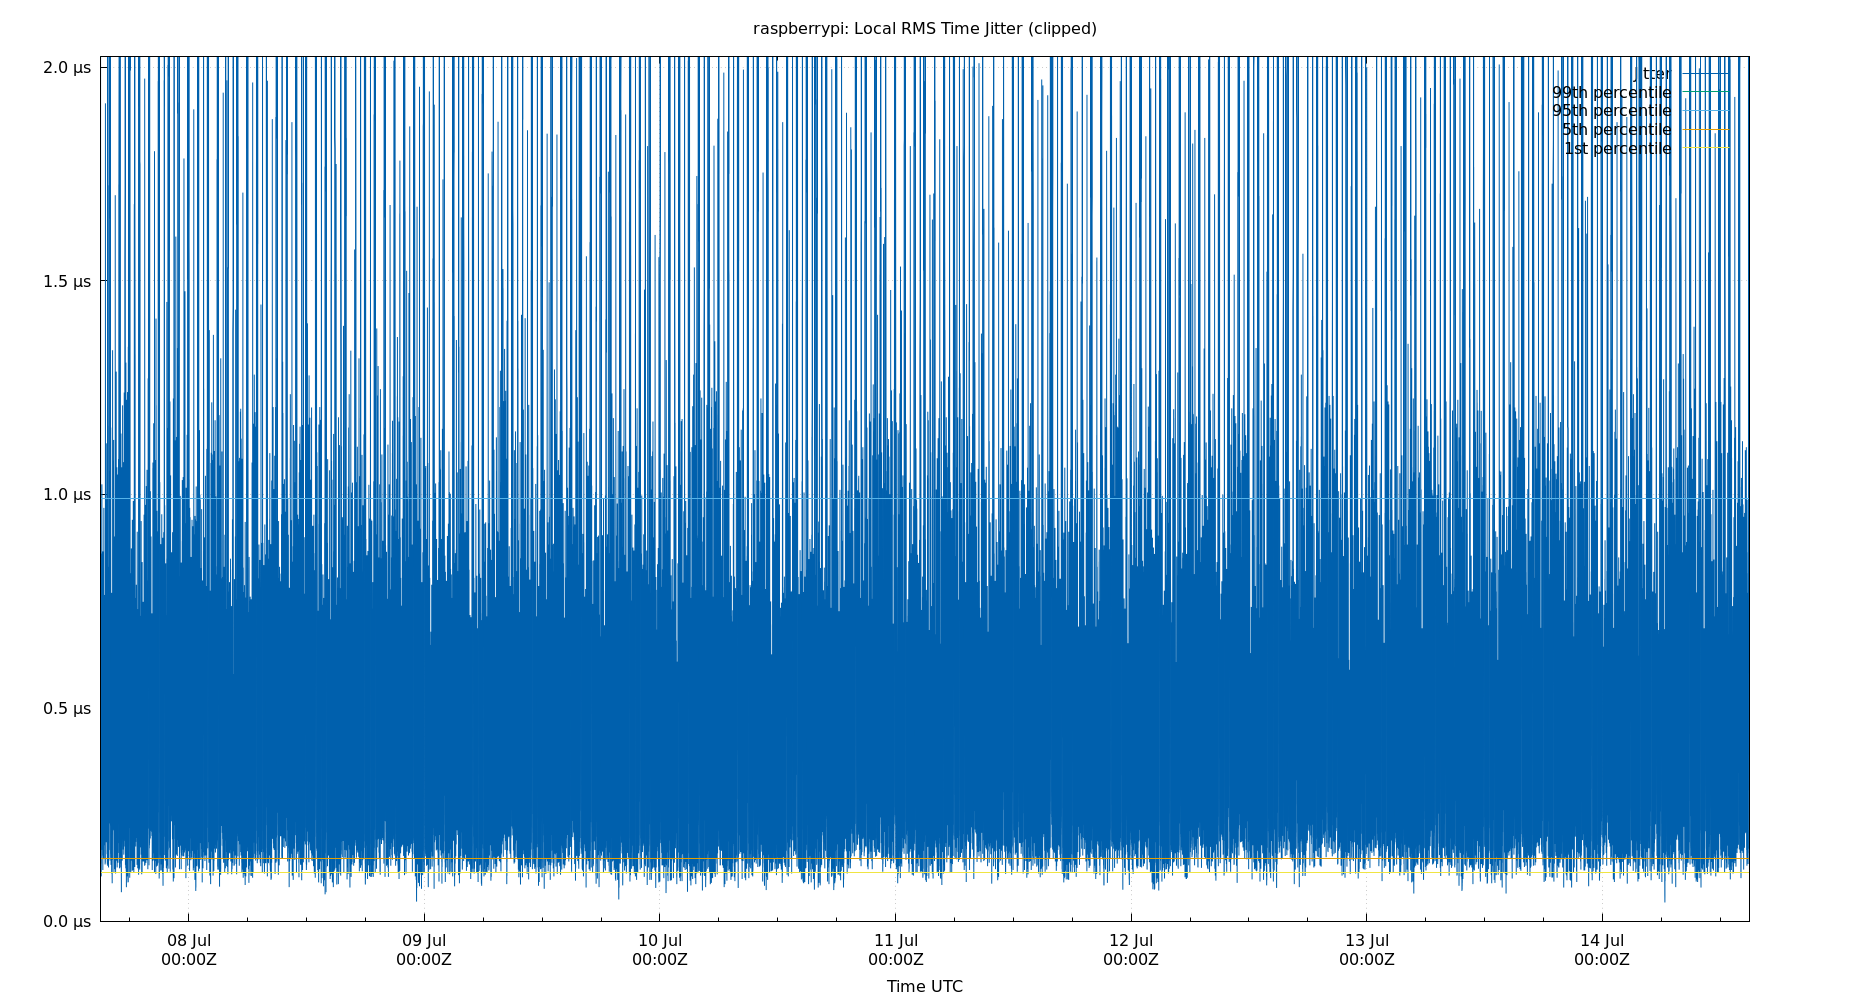 raspberrypi: Local RMS Time Jitter (clipped)
2.0 µs
1.5 µs
1.0 µs
0.5 µs
0.0 µs
jitter
99th percentile
95th percentile
5th percentile
1st percentile
08 Jul
00:00Z
09 Jul
00:00Z
10 Jul
00:00Z
11 Jul
00:00Z
12 Jul
00:00Z
13 Jul
00:00Z
14 Jul
00:00Z
Time UTC